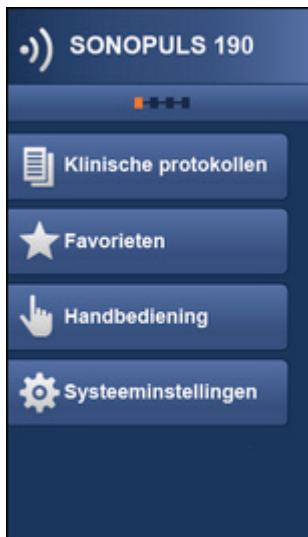 SONOPULS 190
Klinische protokollen
Favorieten
Handbediening
Systeeminstellingen